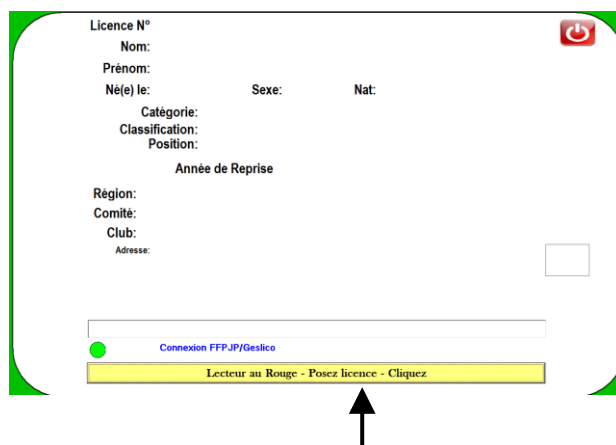 Licence N°
Nom:
Prénom:
Né(e) le: Sexe: Nat:
Catégorie:
Classification:
Position:
Année de Reprise
Région:
Comité:
Club:
Adresse:
Connexion FFPJP/Geslico
Lecteur au Rouge - Posez licence - Cliquez